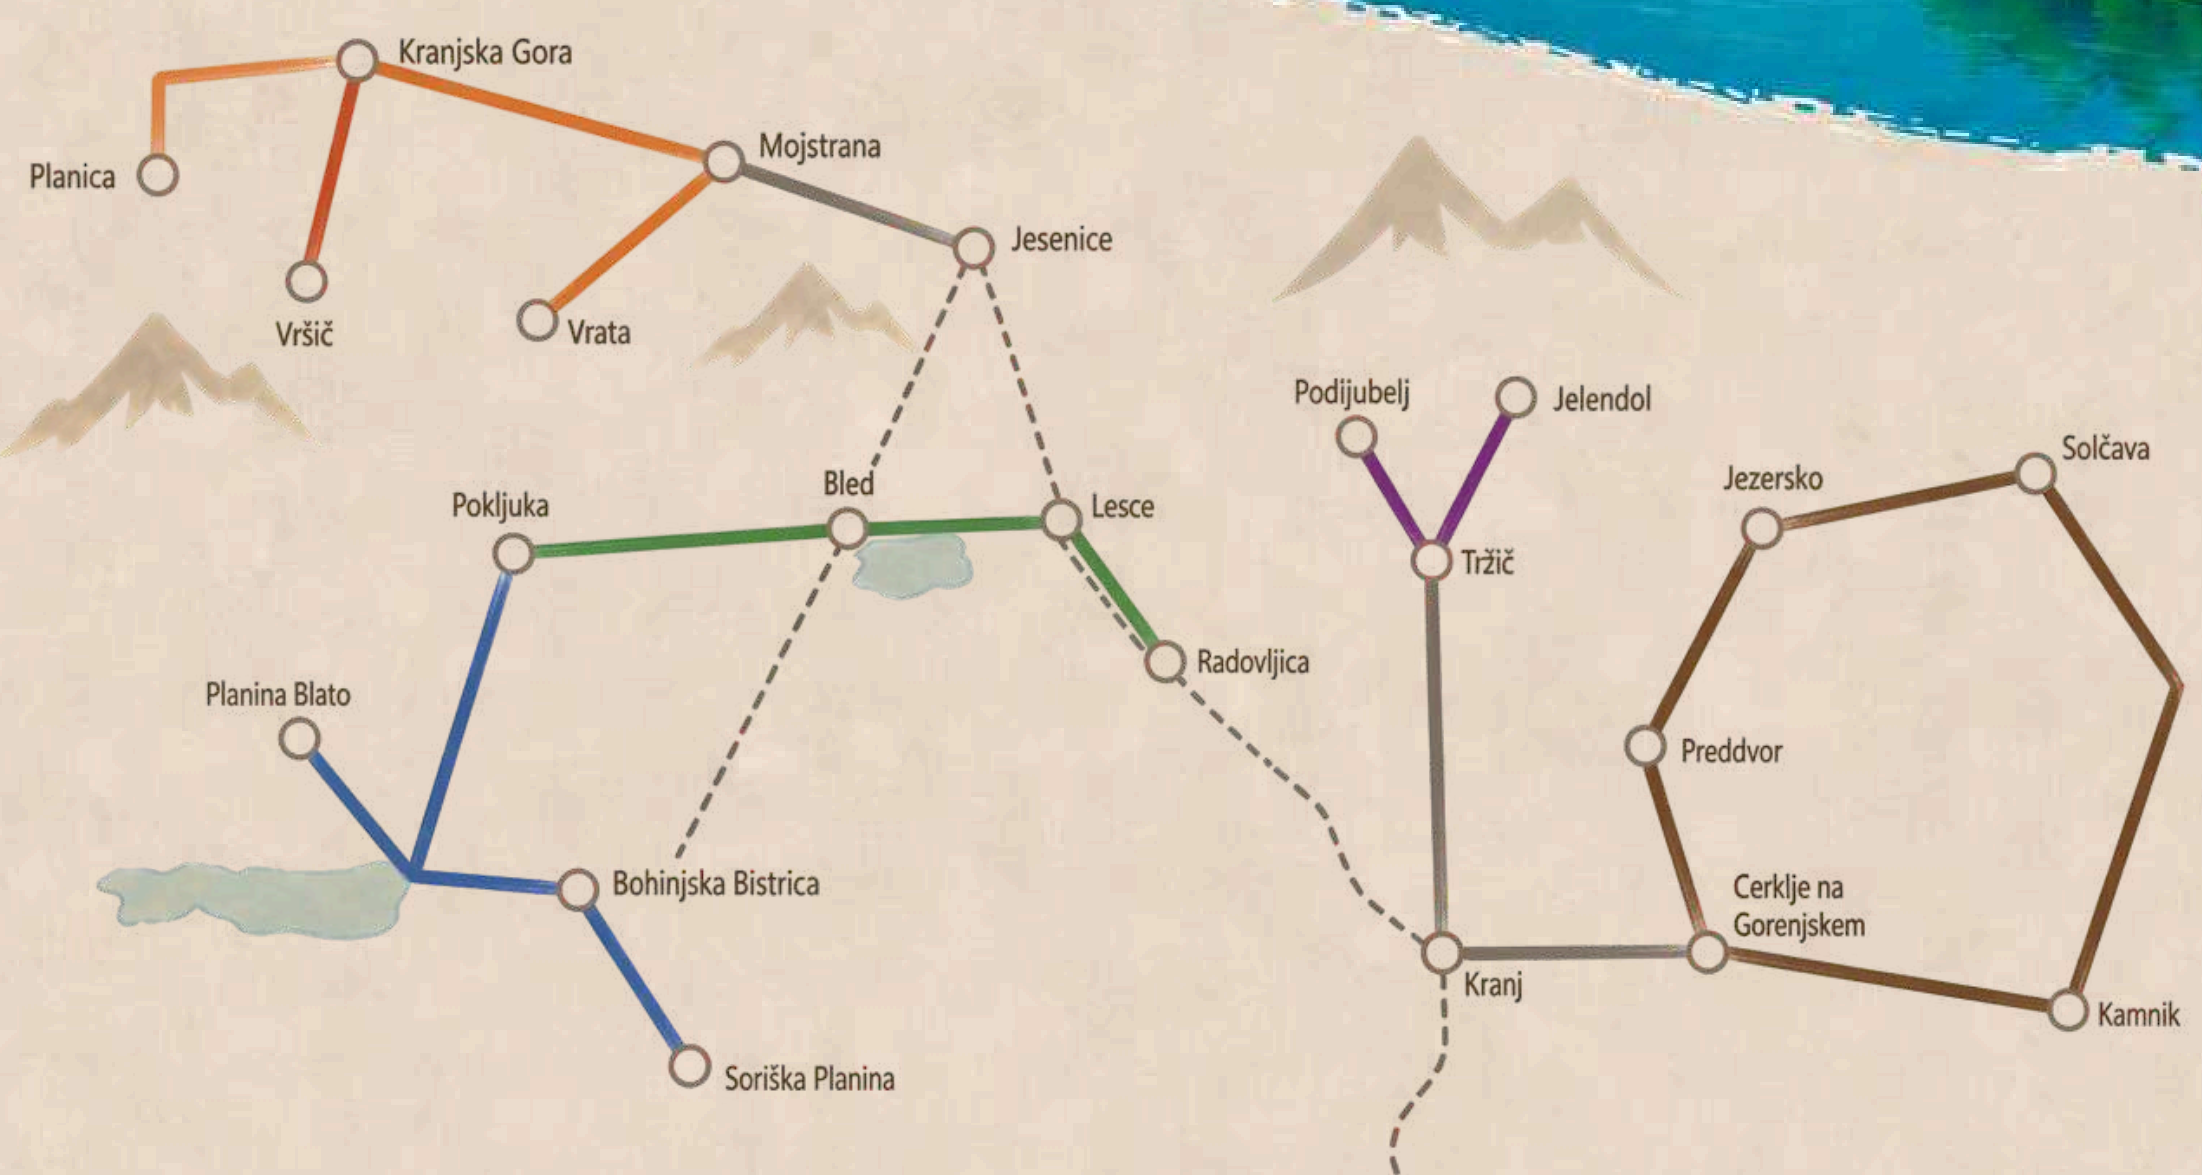 Kranjska Gora
Mojstrana
Planica
Jesenice
Vršič
Vrata
Podijubelj
Jelendol
Solčava
Jezersko
Bled
Pokljuka
Lesce
Tržič
Radovljica
Planina Blato
Preddvor
Bohinjska Bistrica
Cerklje na
Gorenjskem
Kranj
Kamnik
Soriška Planina